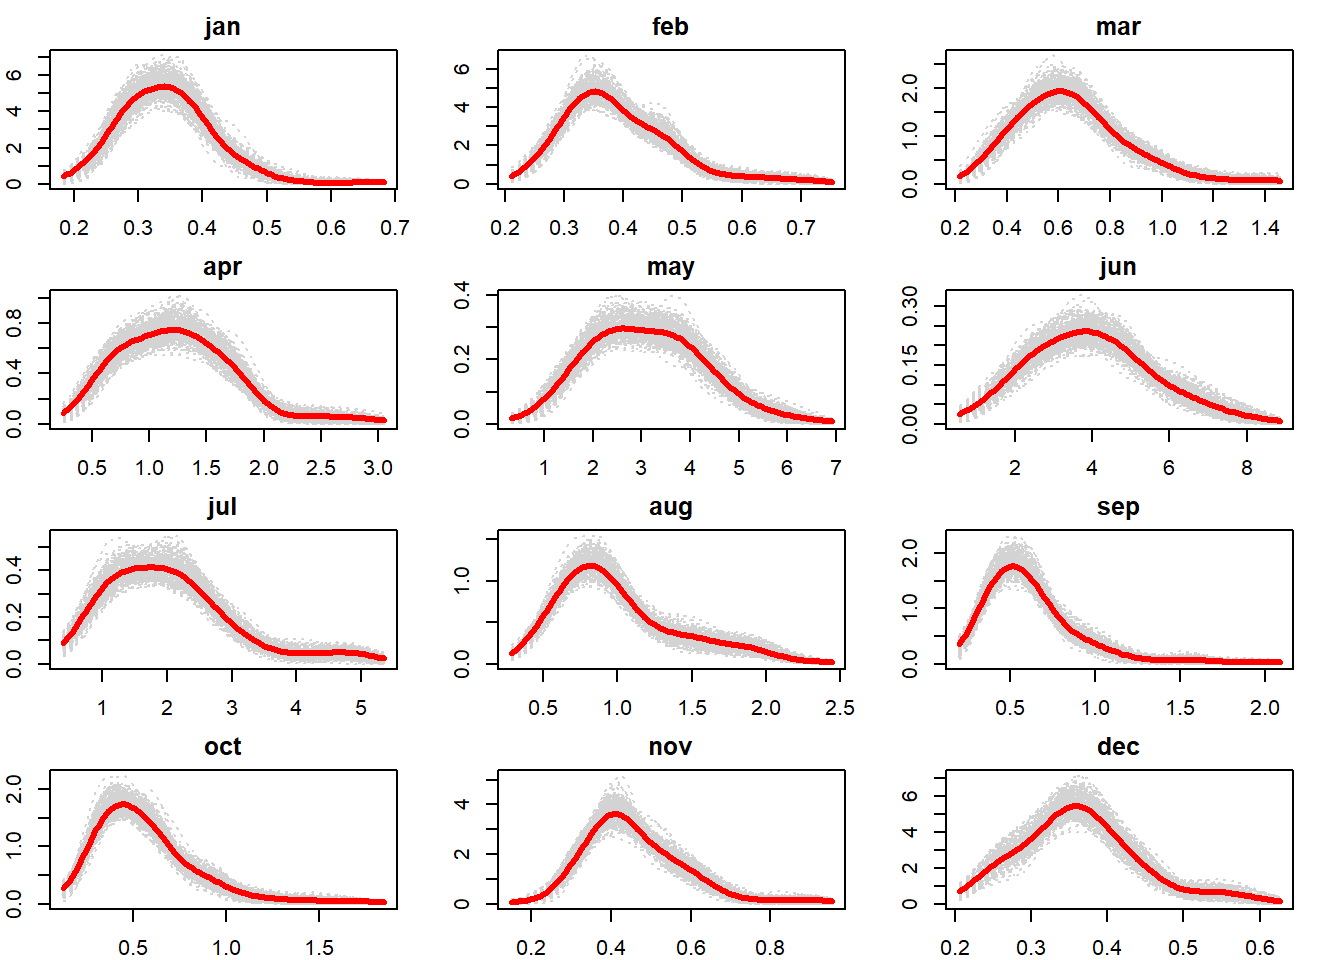 jan feb mar
0 2 4 6
0 2 4 6
0.0 1.0 2.0
0.2 0.3 0.4 0.5 0.6 0.7
0.2 0.3 0.4 0.5 0.6 0.7
0.2 0.4 0.6 0.8 1.0 1.2 1.4
apr may jun
0.0 0.4 0.8
0.0 0.2 0.4
0.00 0.15 0.30
0.5 1.0 1.5 2.0 2.5 3.0
1 2 3 4 5 6 7
2 4 6 8
jul aug sep
0.0 0.2 0.4
0.0 1.0
0.0 1.0 2.0
1 2 3 4 5
0.5 1.0 1.5 2.0 2.5
0.5 1.0 1.5 2.0
oct nov dec
0.0 1.0 2.0
0 2 4
0 2 4 6
0.5 1.0 1.5
0.2 0.4 0.6 0.8
0.2 0.3 0.4 0.5 0.6